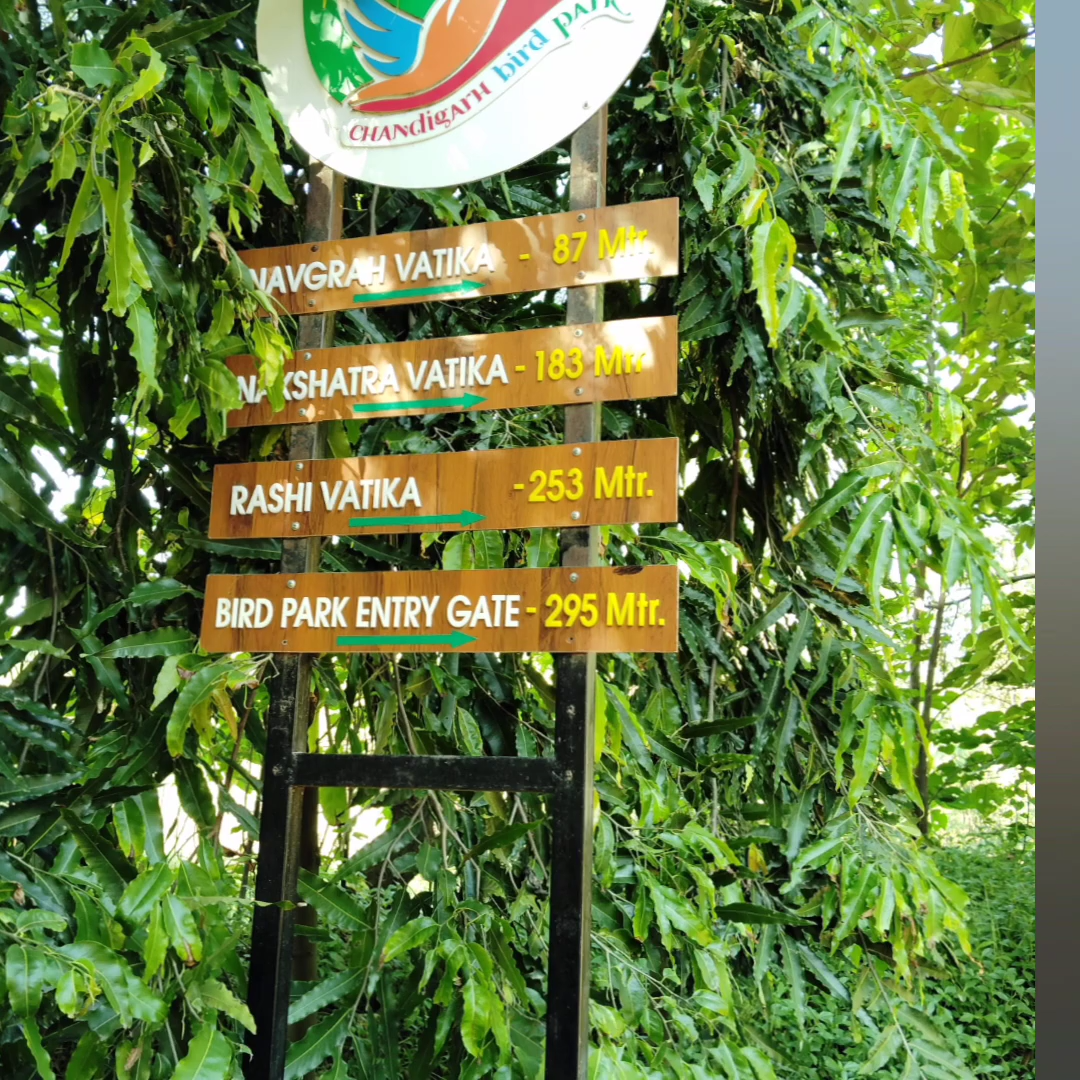 CHANdigarH bird park
NAVGRAH VATIKA - 87 Mtr.
NAKSHATRA VATIKA - 183 Mtr.
RASHI VATIKA - 253 Mtr.
BIRD PARK ENTRY GATE - 295 Mtr.